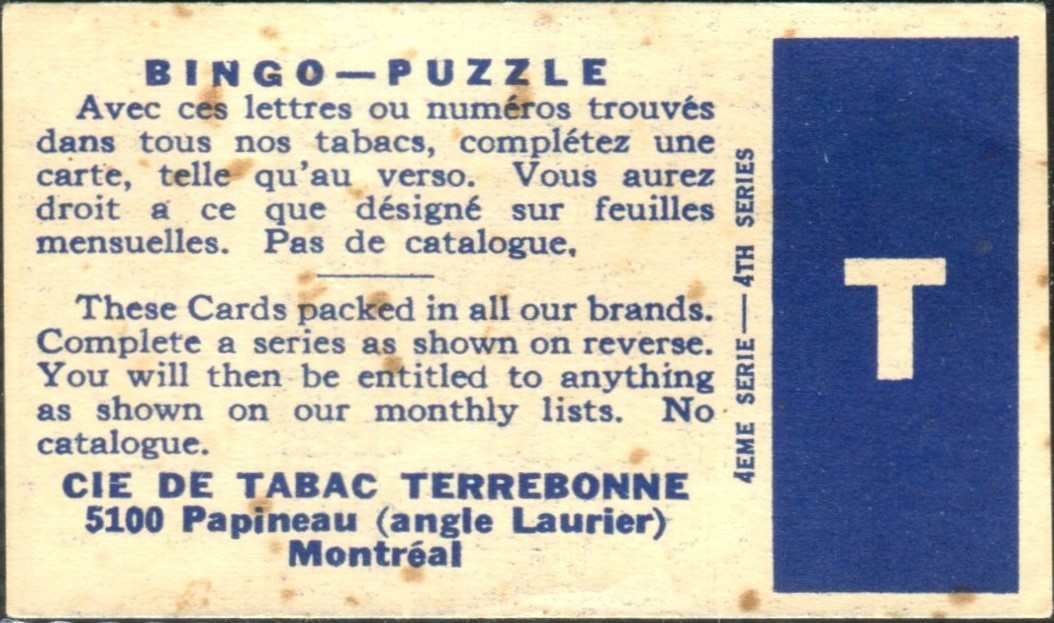 BINGO—PUZZLE
Avec ces lettres ou numéros trouvés
dans tous nos tabacs, complétez une
carte, telle qu'au verso. Vous aurez
droit a ce que désigné sur feuilles
mensuelles. Pas de catalogue.
These Cards packed in all our brands.
Complete a series as shown on reverse.
You will then be entitled to anything
as shown on our monthly lists. No
catalogue.
CIE DE TABAC TERREBONNE
5100 Papineau (angle Laurier)
Montréal
4EME SERIE—4TH SERIES
T